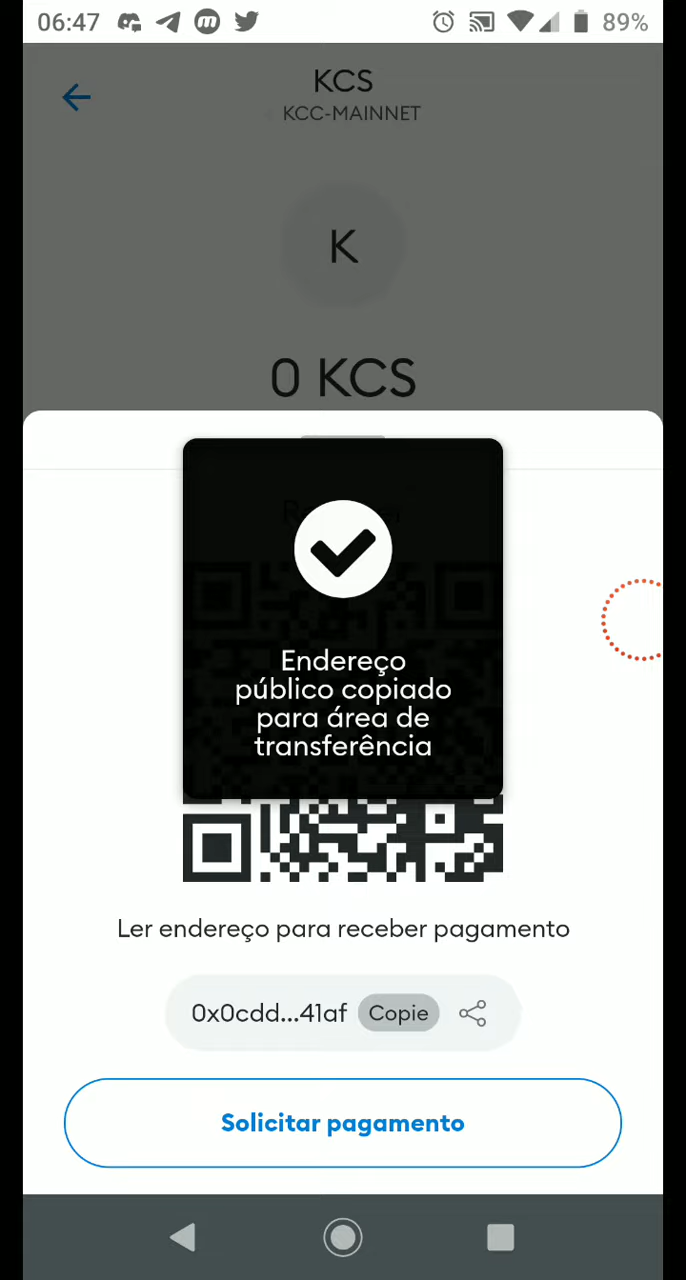 06:47
89%
KCS
KCC-MAINNET
K
0 KCS
Endereço
público copiado
para área de
transferência
Ler endereço para receber pagamento
0x0cdd...41af Copie
Solicitar pagamento